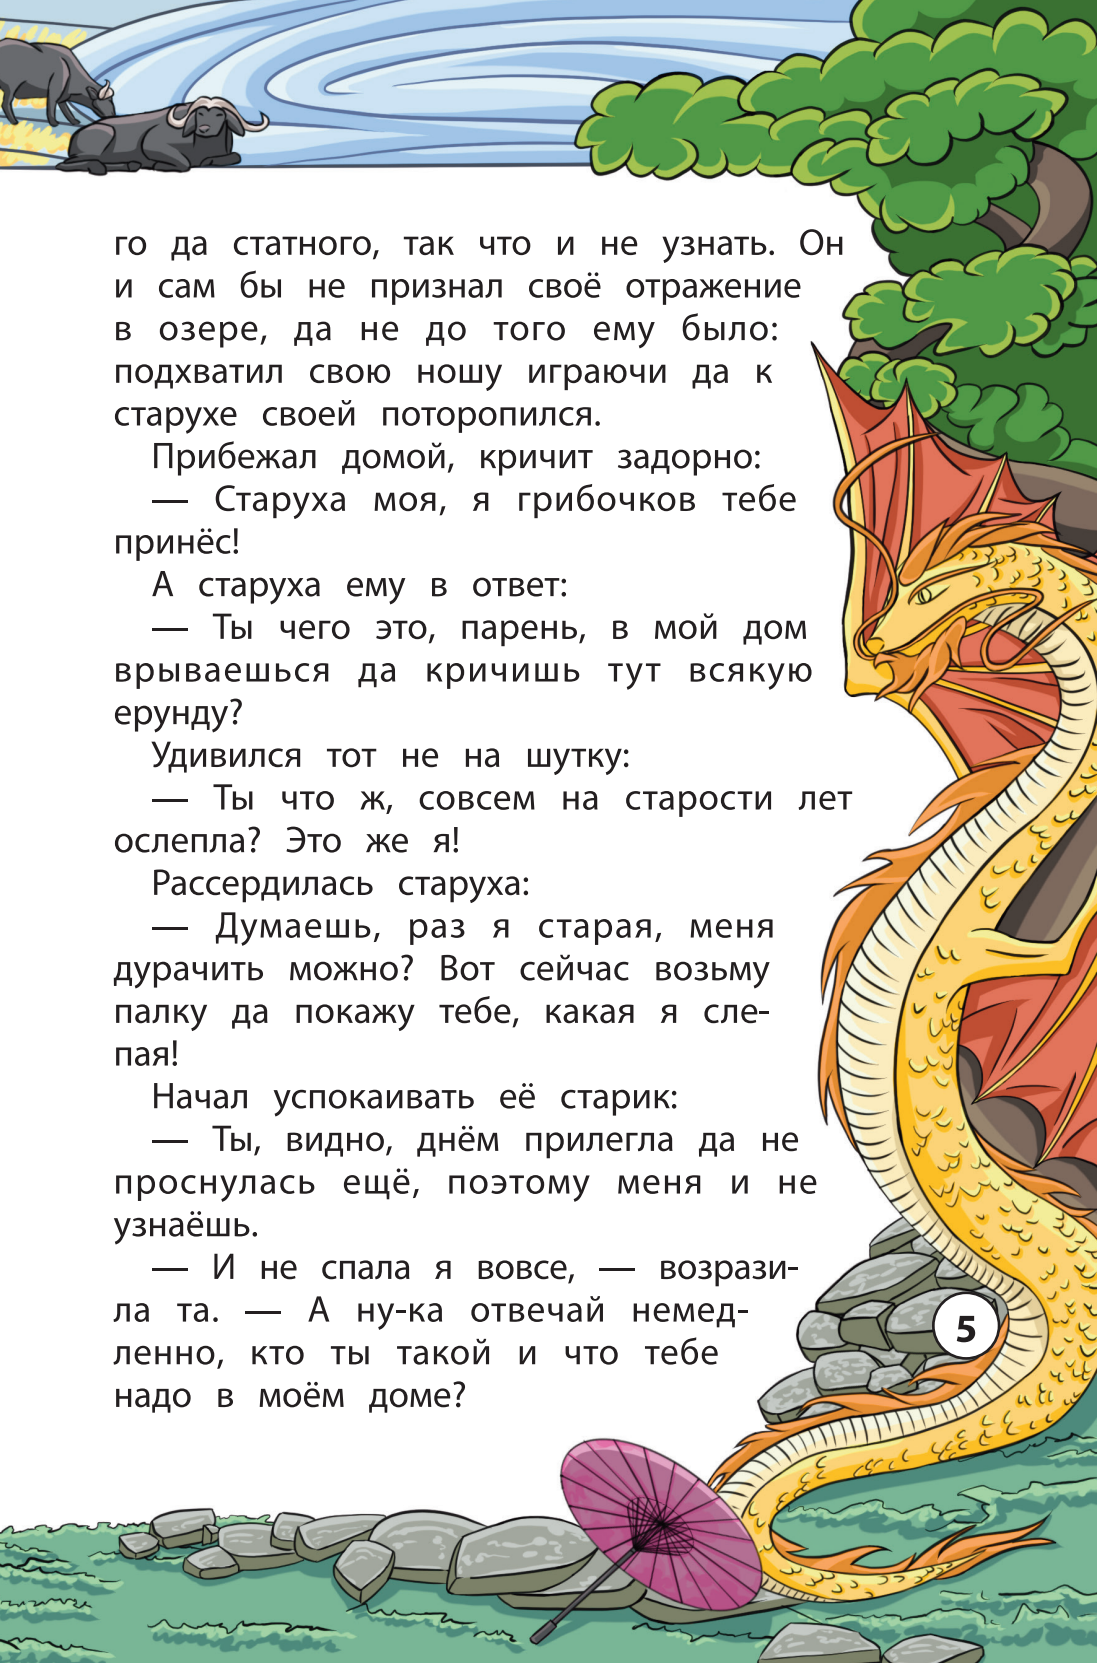 го да статного, так что и не узнать. Он
и сам бы не признал своё отражение
в озере, да не до того ему было:
подхватил свою ношу играючи да к
старухе своей поторопился.
Прибежал домой, кричит задорно:
— Старуха моя, я грибочков тебе
принёс!
А старуха ему в ответ:
— Ты чего это, парень, в мой дом
врываешься да кричишь тут всякую
ерунду?
Удивился тот не на шутку:
— Ты что ж, совсем на старости лет
ослепла? Это же я!
Рассердилась старуха:
— Думаешь, раз я старая, меня
дурачить можно? Вот сейчас возьму
палку да покажу тебе, какая я сле-
пая!
Начал успокаивать её старик:
— Ты, видно, днём прилегла да не
проснулась ещё, поэтому меня и не
узнаёшь.
— И не спала я вовсе, — возрази-
ла та. — А ну-ка отвечай немед-
ленно, кто ты такой и что тебе
надо в моём доме?
5